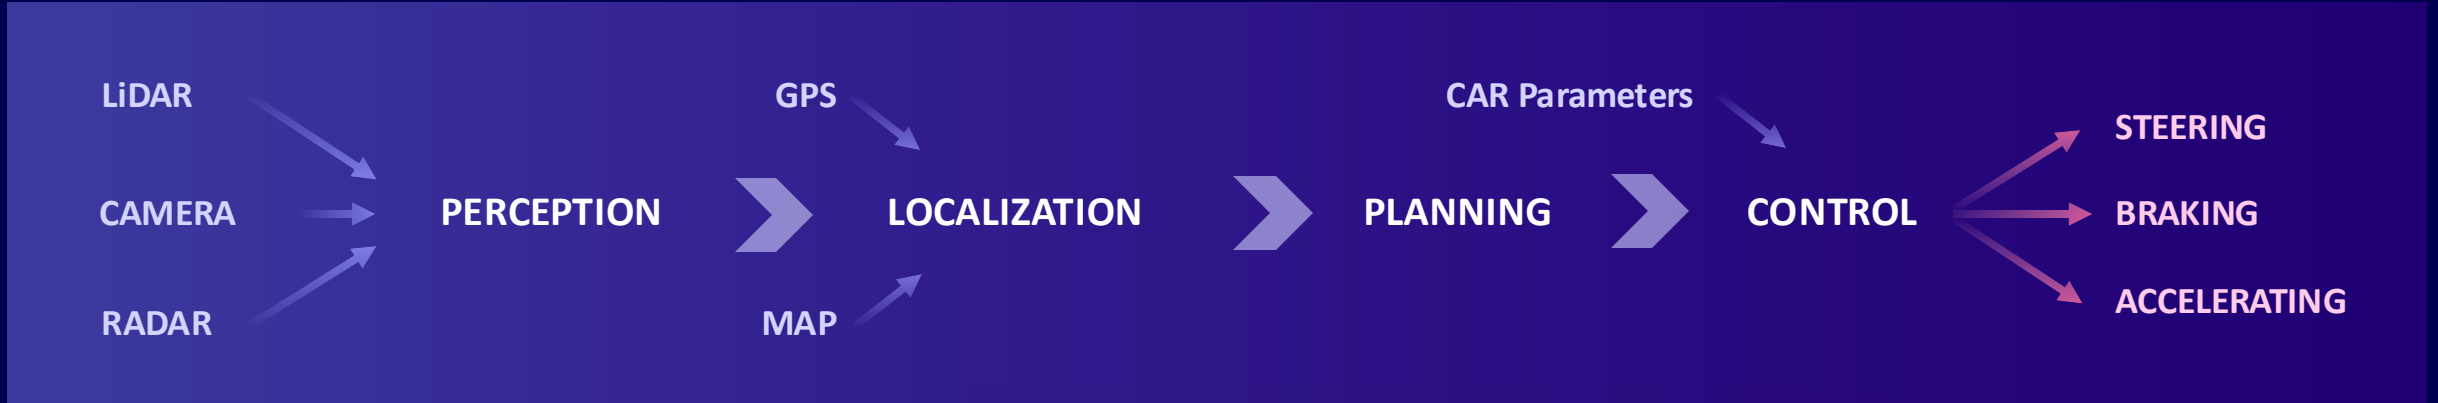 LiDAR
CAMERA
RADAR
PERCEPTION
GPS
MAP
LOCALIZATION
PLANNING
CAR Parameters
CONTROL
STEERING
BRAKING
ACCELERATING